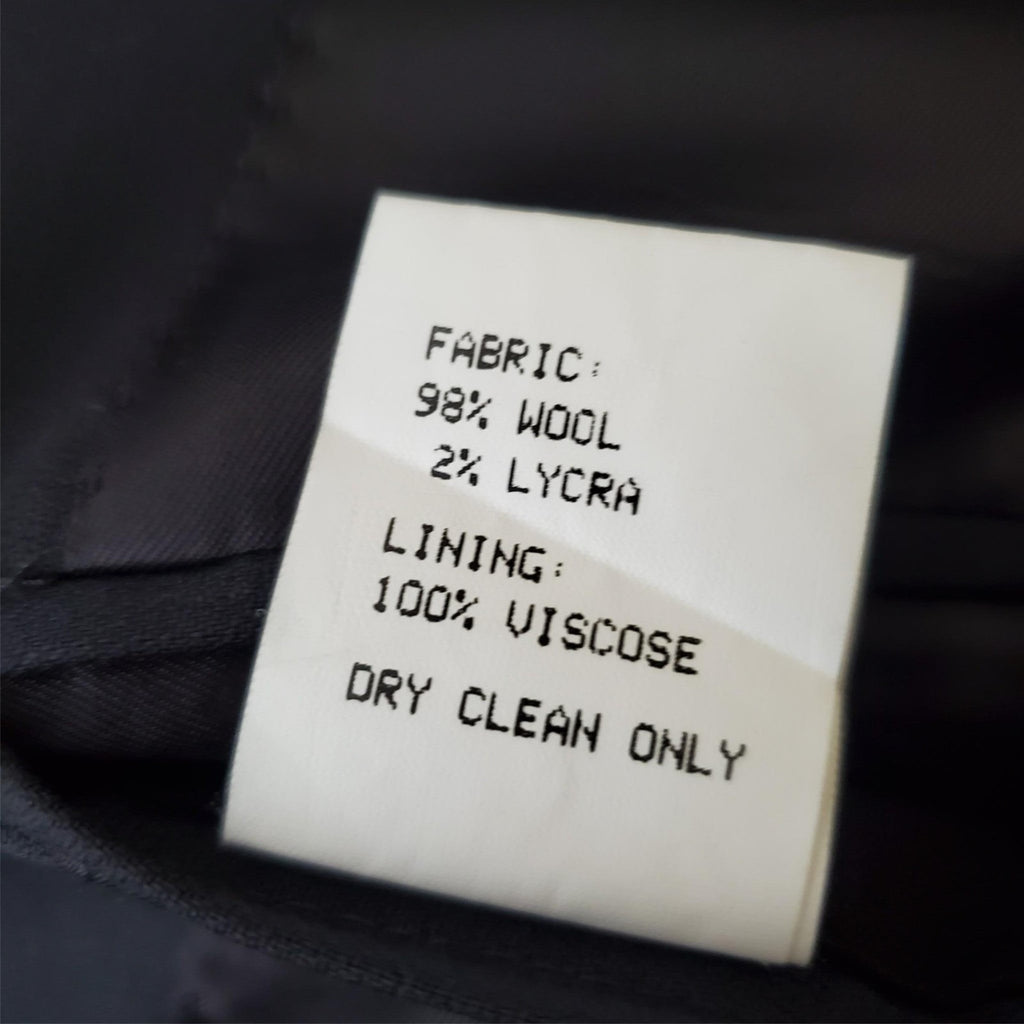 FABRIC:
98% WOOL
2% LYCRA
LINING:
100% VISCOSE
DRY CLEAN ONLY